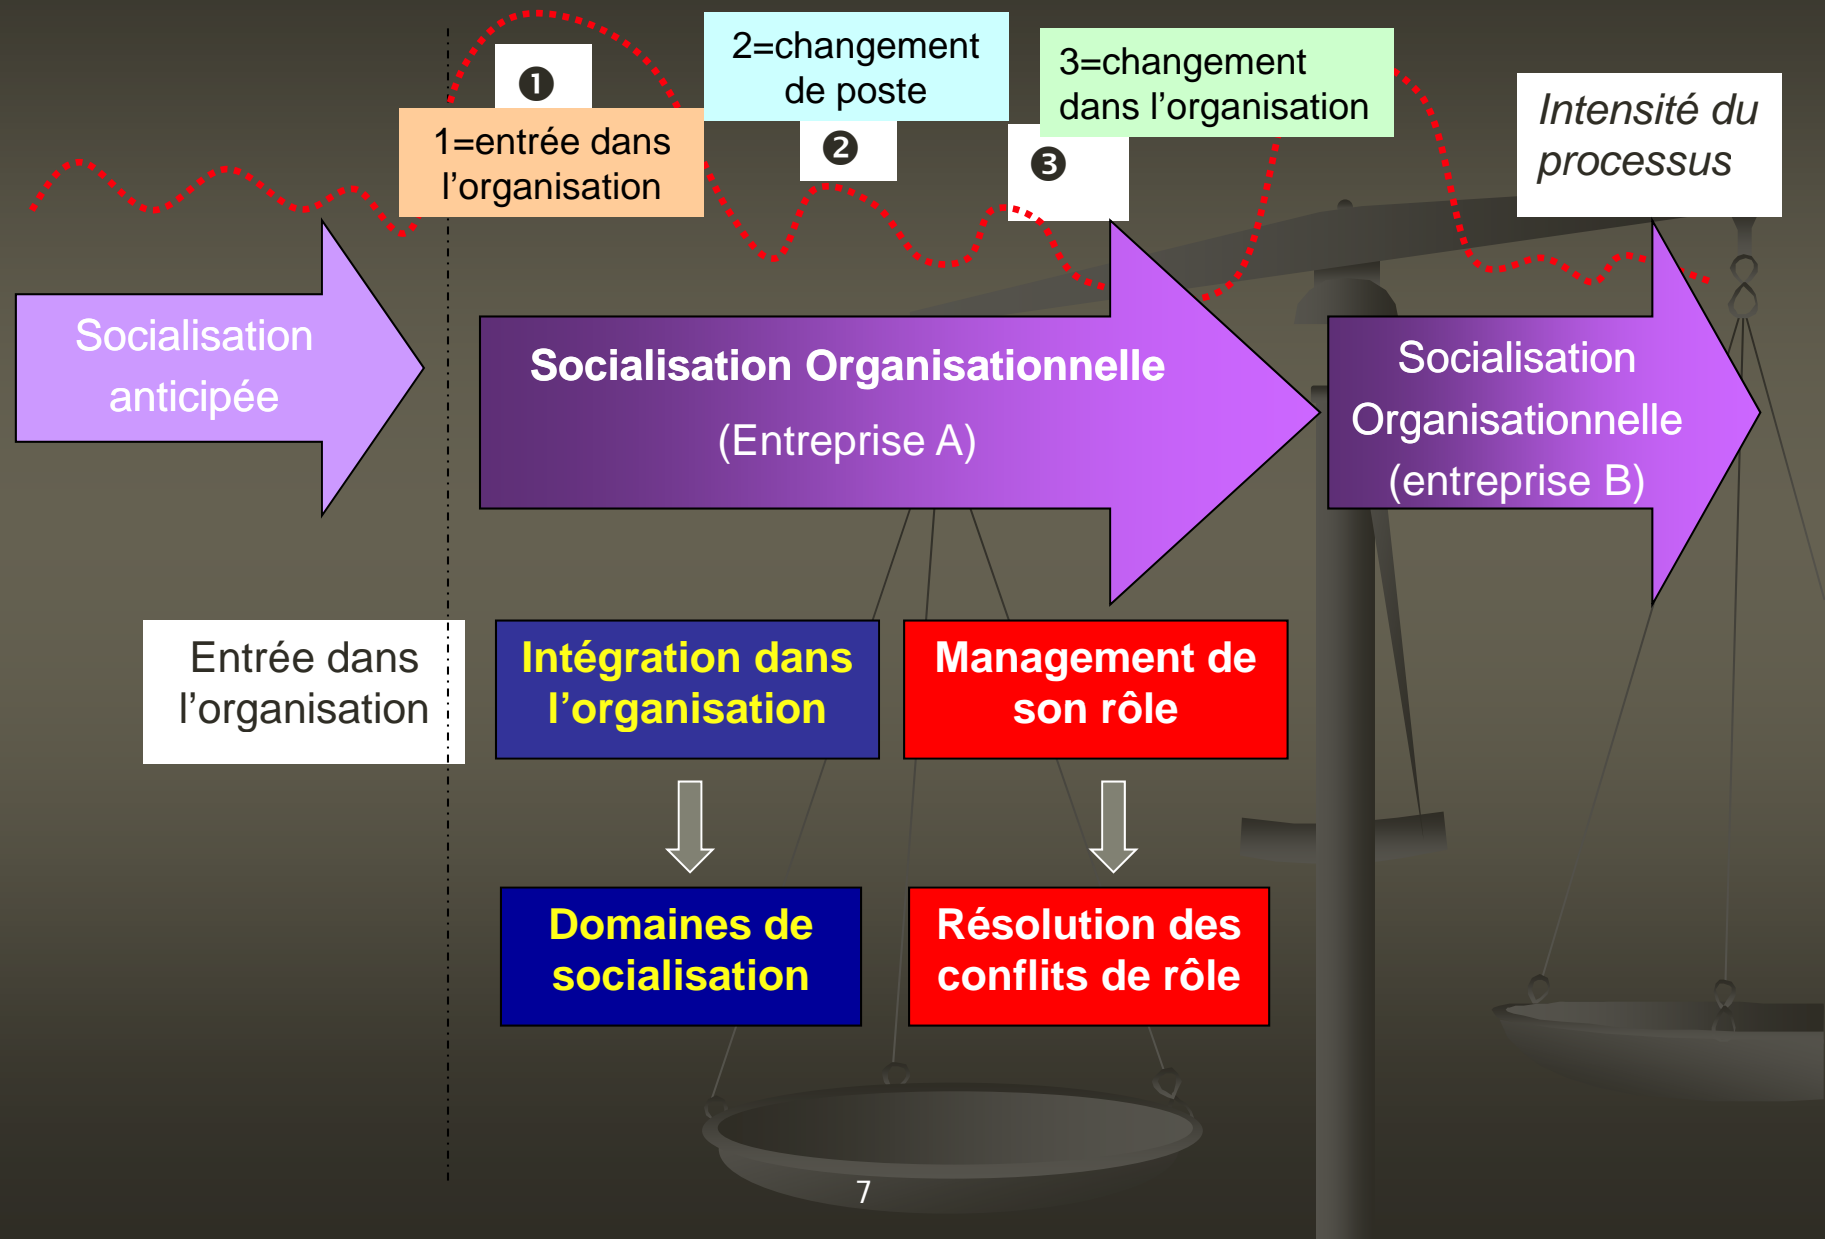 ❶
1=entrée dans
l’organisation
2=changement
de poste
❷
3=changement
dans l’organisation
❸
Intensité du
processus
Socialisation
anticipée
Socialisation Organisationnelle
(Entreprise A)
Socialisation
Organisationnelle
(entreprise B)
Entrée dans
l’organisation
Intégration dans
l’organisation
Management de
son rôle
Domaines de
socialisation
Résolution des
conflits de rôle
7